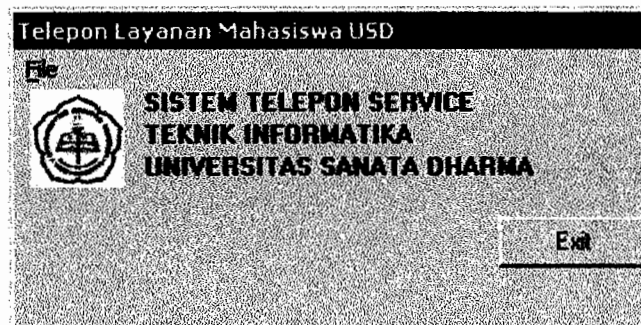 Telepon Layanan Mahasiswa USD
File
SISTEM TELEPON SERVICE
TEKNIK INFORMATIKA
UNIVERSITAS SANATA DHARMA
Exit